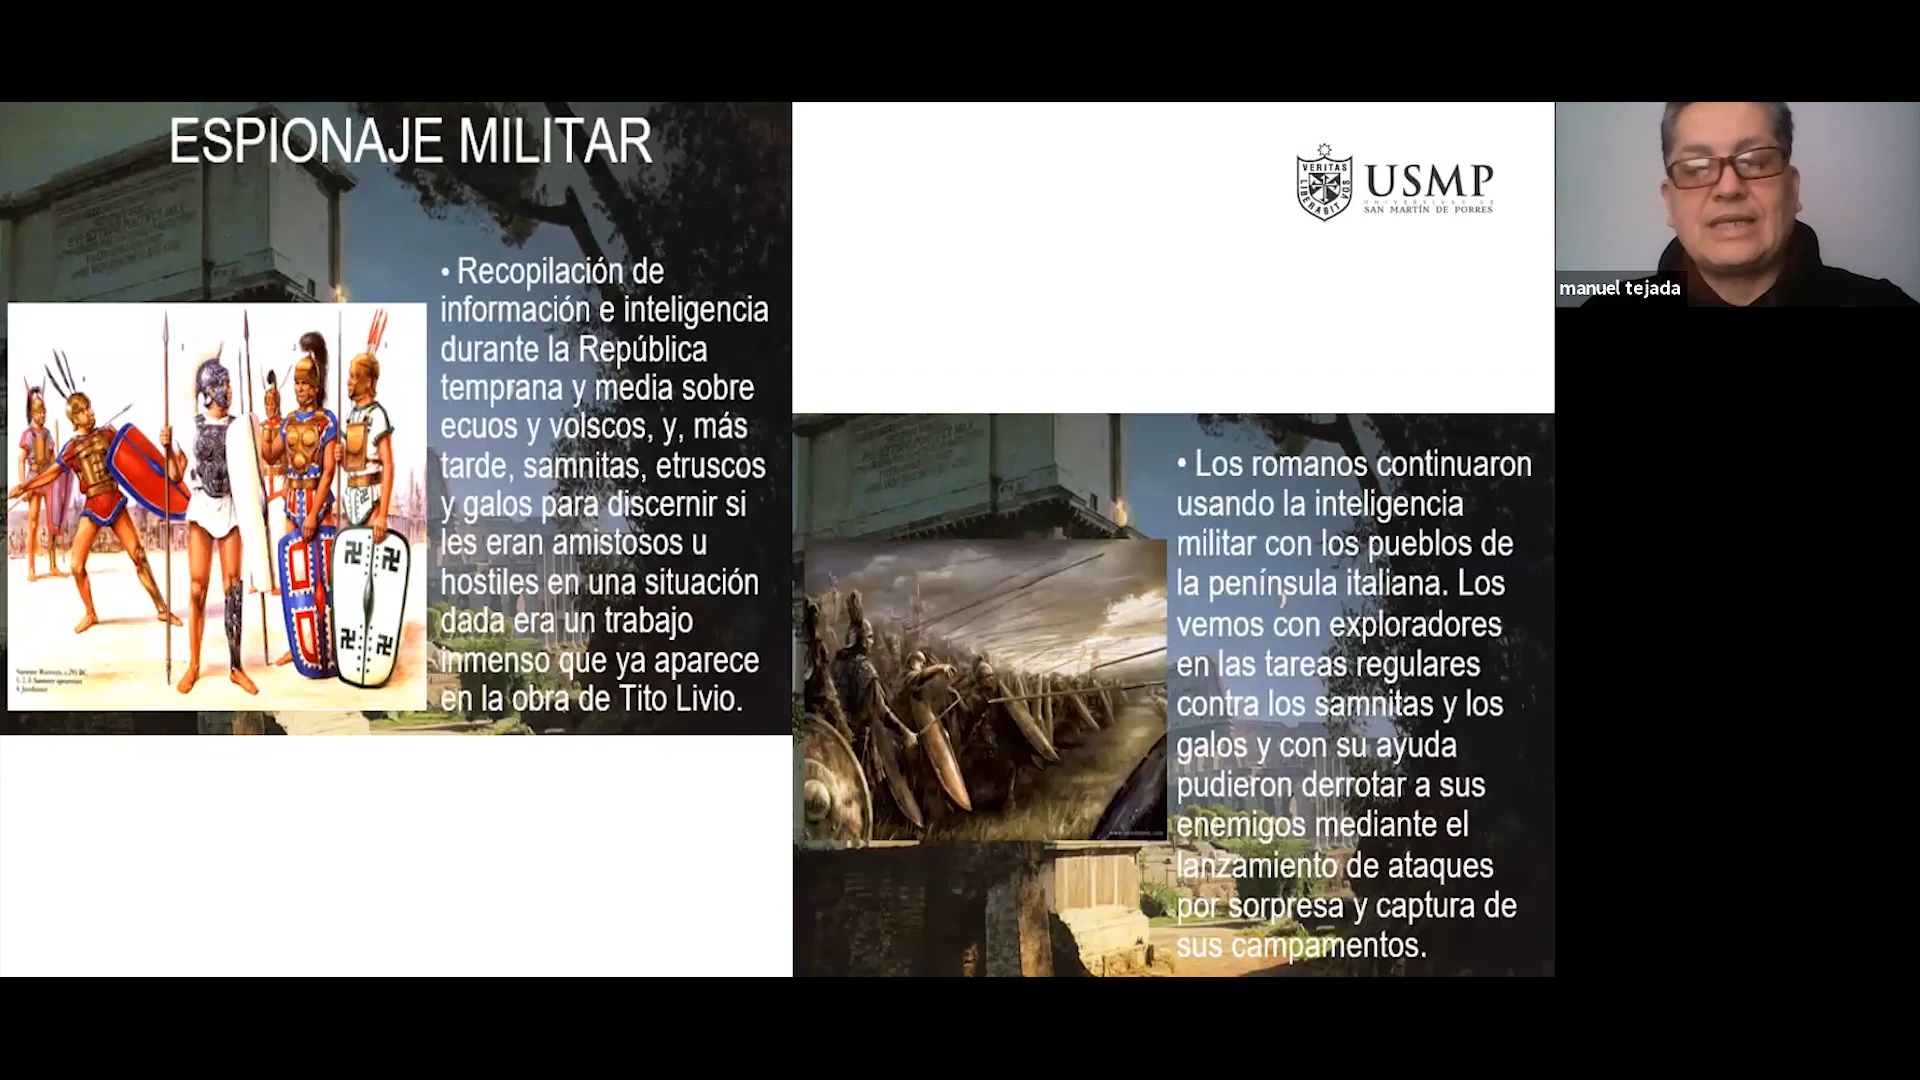 ESPIONAJE MILITAR
• Recopilación de
información e inteligencia
durante la República
temprana y media sobre
ecuos y volscos, y, más
tarde, samnitas, etruscos
y galos para discernir si
les eran amistosos u
hostiles en una situación
dada era un trabajo
inmenso que ya aparece
en la obra de Tito Livio.
VERITAS
LIBERABIT VOS
USMP
UNIVERSIDAD DE
SAN MARTÍN DE PORRES
• Los romanos continuaron
usando la inteligencia
militar con los pueblos de
la península italiana. Los
vemos con exploradores
en las tareas regulares
contra los samnitas y los
galos y con su ayuda
pudieron derrotar a sus
enemigos mediante el
lanzamiento de ataques
por sorpresa y captura de
sus campamentos.
manuel tejada